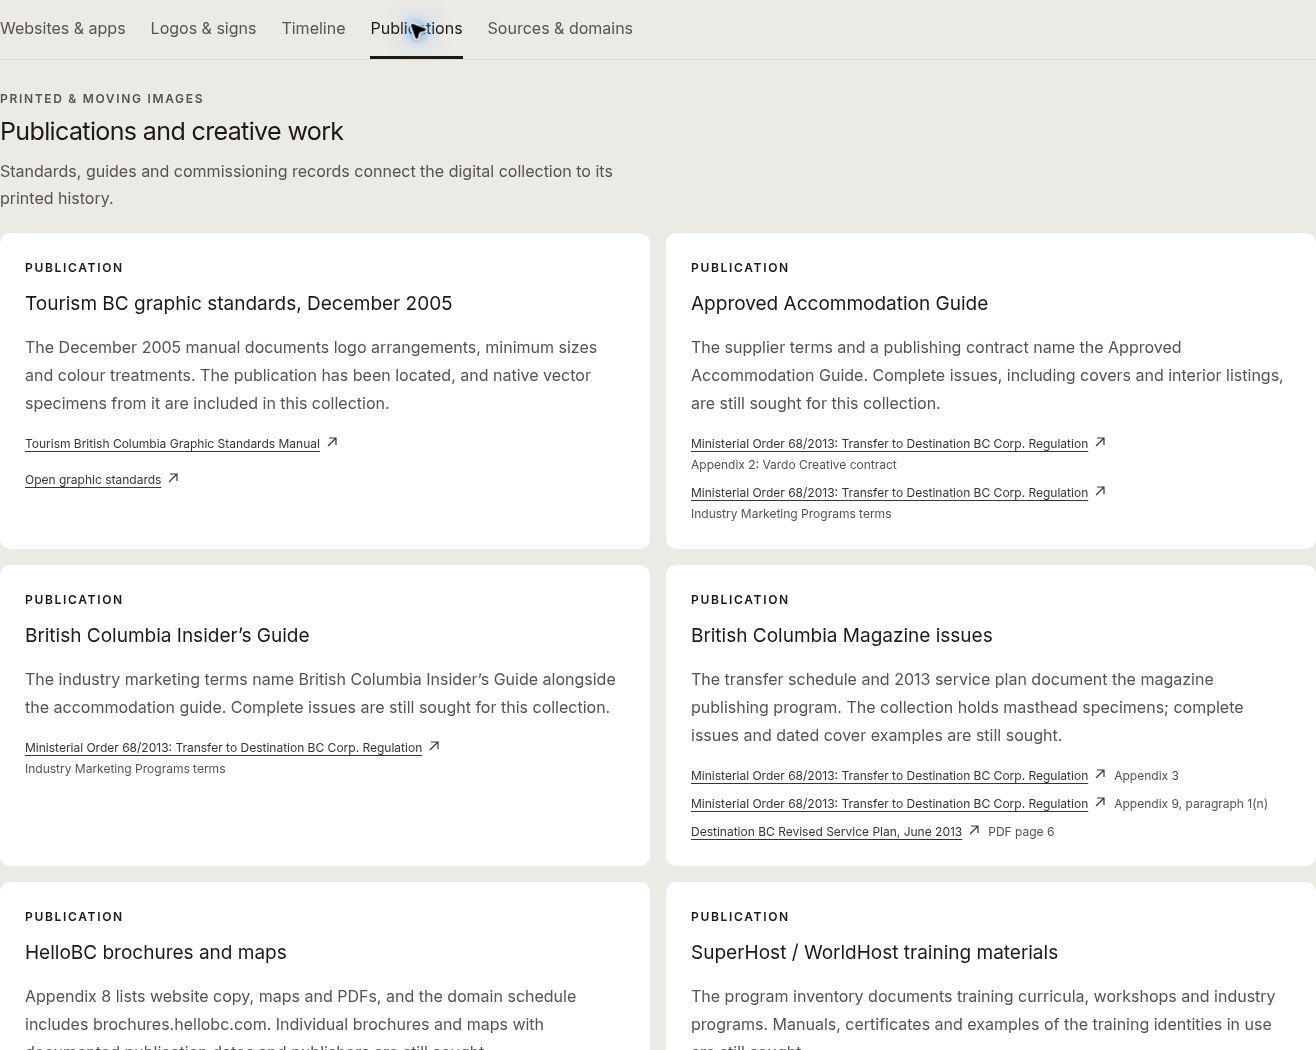 Websites & apps
Logos & signs
Timeline
Publications
Sources & domains
PRINTED & MOVING IMAGES
Publications and creative work
Standards, guides and commissioning records connect the digital collection to its
printed history.
PUBLICATION
Tourism BC graphic standards, December 2005
The December 2005 manual documents logo arrangements, minimum sizes
and colour treatments. The publication has been located, and native vector
specimens from it are included in this collection.
Tourism British Columbia Graphic Standards Manual
Open graphic standards
PUBLICATION
Approved Accommodation Guide
The supplier terms and a publishing contract name the Approved
Accommodation Guide. Complete issues, including covers and interior listings,
are still sought for this collection.
Ministerial Order 68/2013: Transfer to Destination BC Corp. Regulation
Appendix 2: Vardo Creative contract
Ministerial Order 68/2013: Transfer to Destination BC Corp. Regulation
Industry Marketing Programs terms
PUBLICATION
British Columbia Insider’s Guide
The industry marketing terms name British Columbia Insider’s Guide alongside
the accommodation guide. Complete issues are still sought for this collection.
Ministerial Order 68/2013: Transfer to Destination BC Corp. Regulation
Industry Marketing Programs terms
PUBLICATION
British Columbia Magazine issues
The transfer schedule and 2013 service plan document the magazine
publishing program. The collection holds masthead specimens; complete
issues and dated cover examples are still sought.
Ministerial Order 68/2013: Transfer to Destination BC Corp. Regulation Appendix 3
Ministerial Order 68/2013: Transfer to Destination BC Corp. Regulation Appendix 9, paragraph 1(n)
Destination BC Revised Service Plan, June 2013 PDF page 6
PUBLICATION
HelloBC brochures and maps
Appendix 8 lists website copy, maps and PDFs, and the domain schedule
includes brochures.hellobc.com. Individual brochures and maps with
documented publication dates and publishers are still sought.
PUBLICATION
SuperHost / WorldHost training materials
The program inventory documents training curricula, workshops and industry
programs. Manuals, certificates and examples of the training identities in use
are still sought.